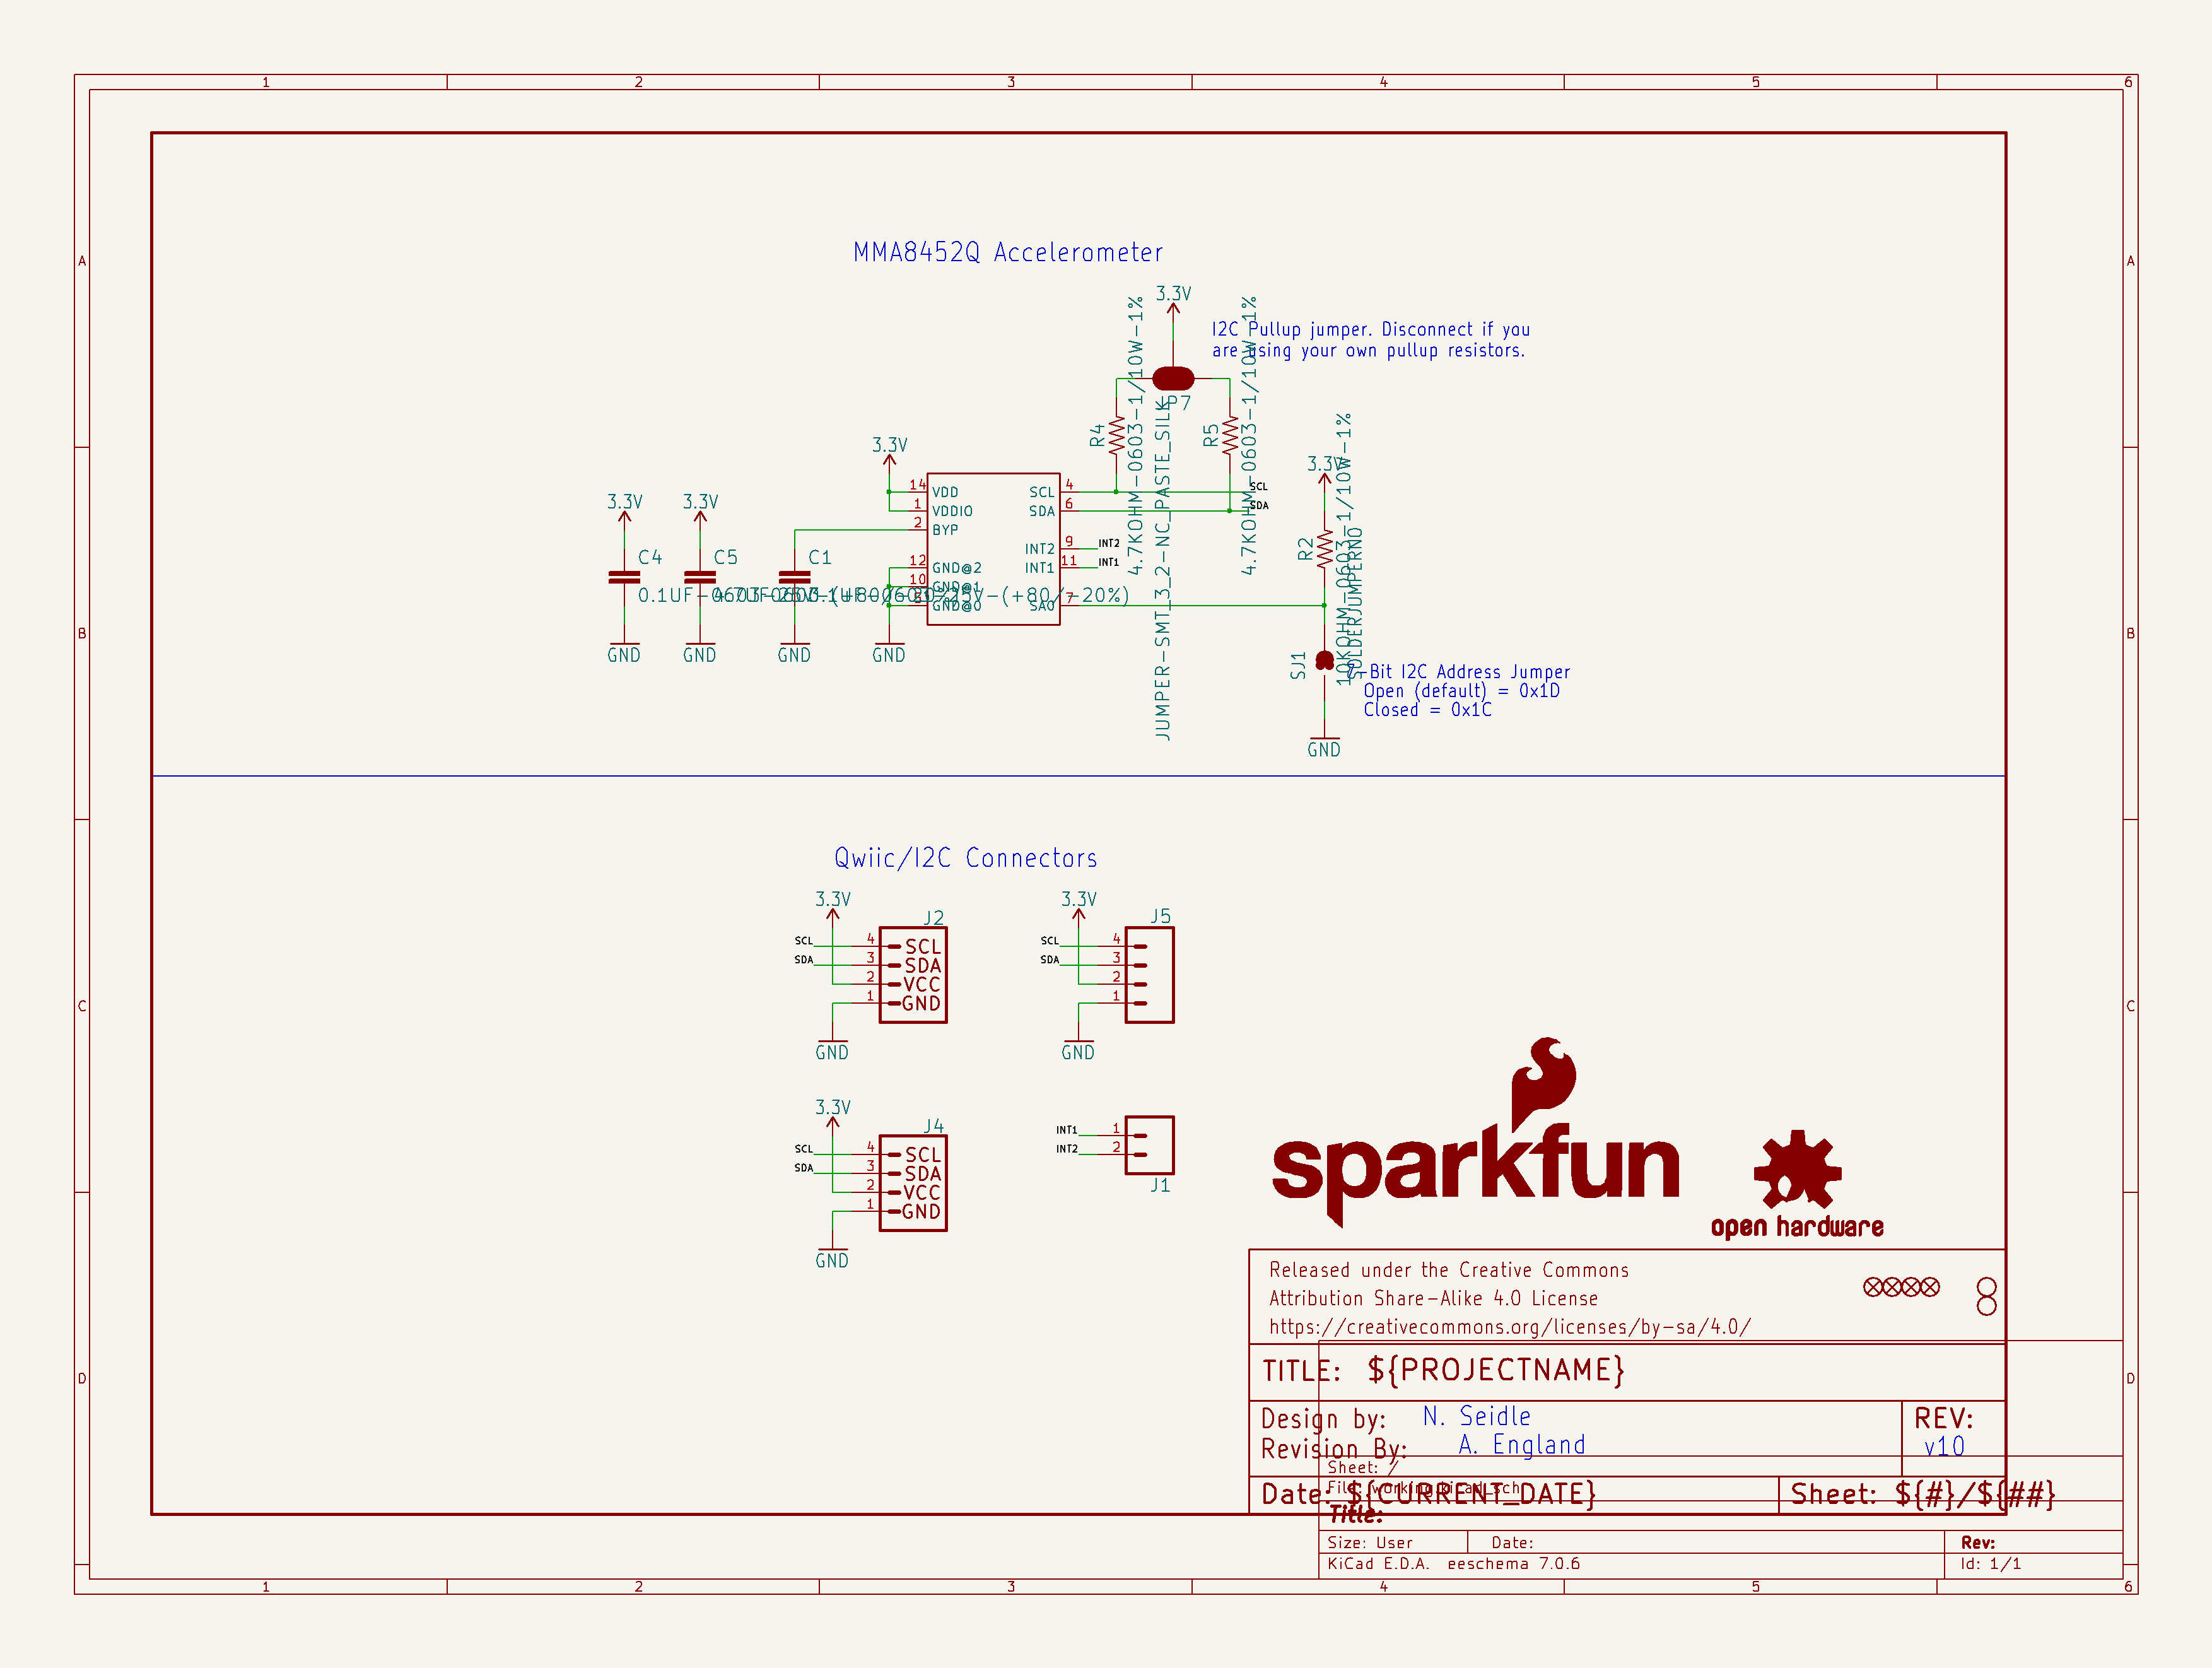 1 2 3 4 5 6
A A
B B
C C
D D
MMA8452Q Accelerometer
3.3V
I2C Pullup jumper. Disconnect if you
are using your own pullup resistors.
R4
4.7KOHM-0603-1/10W-1%
JUMPER-SMT_3_2-NC_PASTE_SILK
R5
4.7KOHM-0603-1/10W-1%
3.3V
14 VDD
1 VDDIO
2 BYP
12 GND@2
10 GND@1
GND@0
SCL 4
SDA 6
INT2 9
INT1 11
SA0 7
SCL
SDA
INT2
INT1
3.3V
R2
10KOHM-0603-1/10W-1%
SOLDERJUMPERNO
SJ1
7-Bit I2C Address Jumper
Open (default) = 0x1D
Closed = 0x1C
GND
3.3V 3.3V
C4 C5 C1
GND GND GND GND
Qwiic/I2C Connectors
3.3V
J2
SCL 4 SCL
SDA 3 SDA
2 VCC
1 GND
GND
3.3V
J5
SCL 4
SDA 3
2
1
GND
3.3V
J4
SCL 4 SCL
SDA 3 SDA
2 VCC
1 GND
GND
INT1 1
INT2 2
J1
sparkfun
open hardware
Released under the Creative Commons
Attribution Share-Alike 4.0 License
https://creativecommons.org/licenses/by-sa/4.0/
TITLE: ${PROJECTNAME}
Design by: N. Seidle
Revision By: A. England
REV:
v10
Sheet: /
File: working.kicad_sch
Date: ${CURRENT_DATE}
Sheet: ${#}/${##}
Title:
Size: User Date: Rev:
KiCad E.D.A. eeschema 7.0.6 Id: 1/1
1 2 3 4 5 6